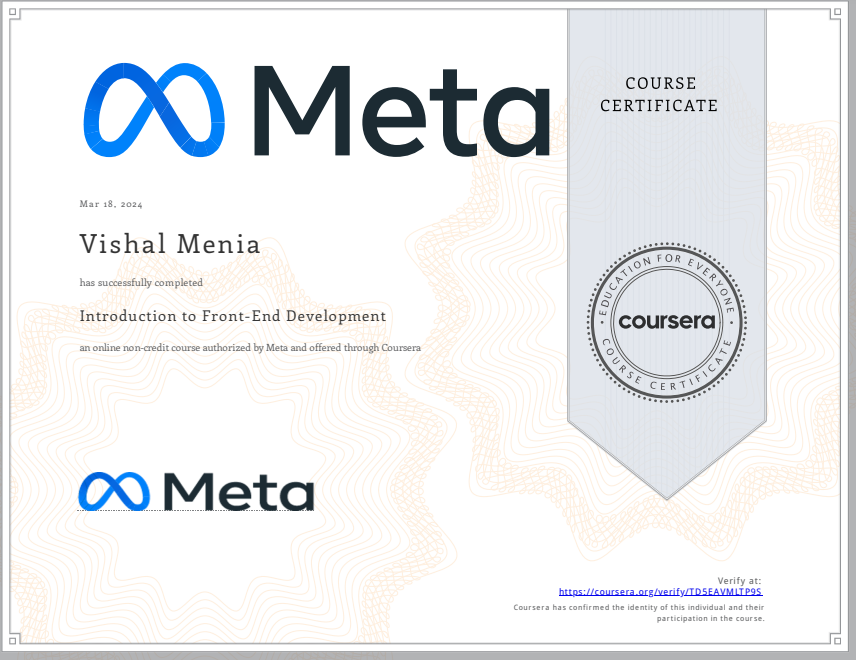 Meta
COURSE
CERTIFICATE
Mar 18, 2024
Vishal Menia
has successfully completed
Introduction to Front-End Development
an online non-credit course authorized by Meta and offered through Coursera
EDUCATION FOR EVERYONE
coursera
COURSE CERTIFICATE
Meta
Verify at:
https://coursera.org/verify/TD5EAVMLTP9S
Coursera has confirmed the identity of this individual and their
participation in the course.